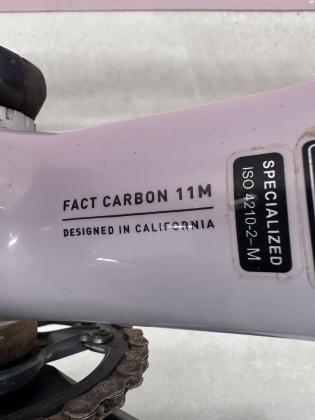 FACT CARBON 11M
DESIGNED IN CALIFORNIA
SPECIALIZED
ISO 4210-2-M